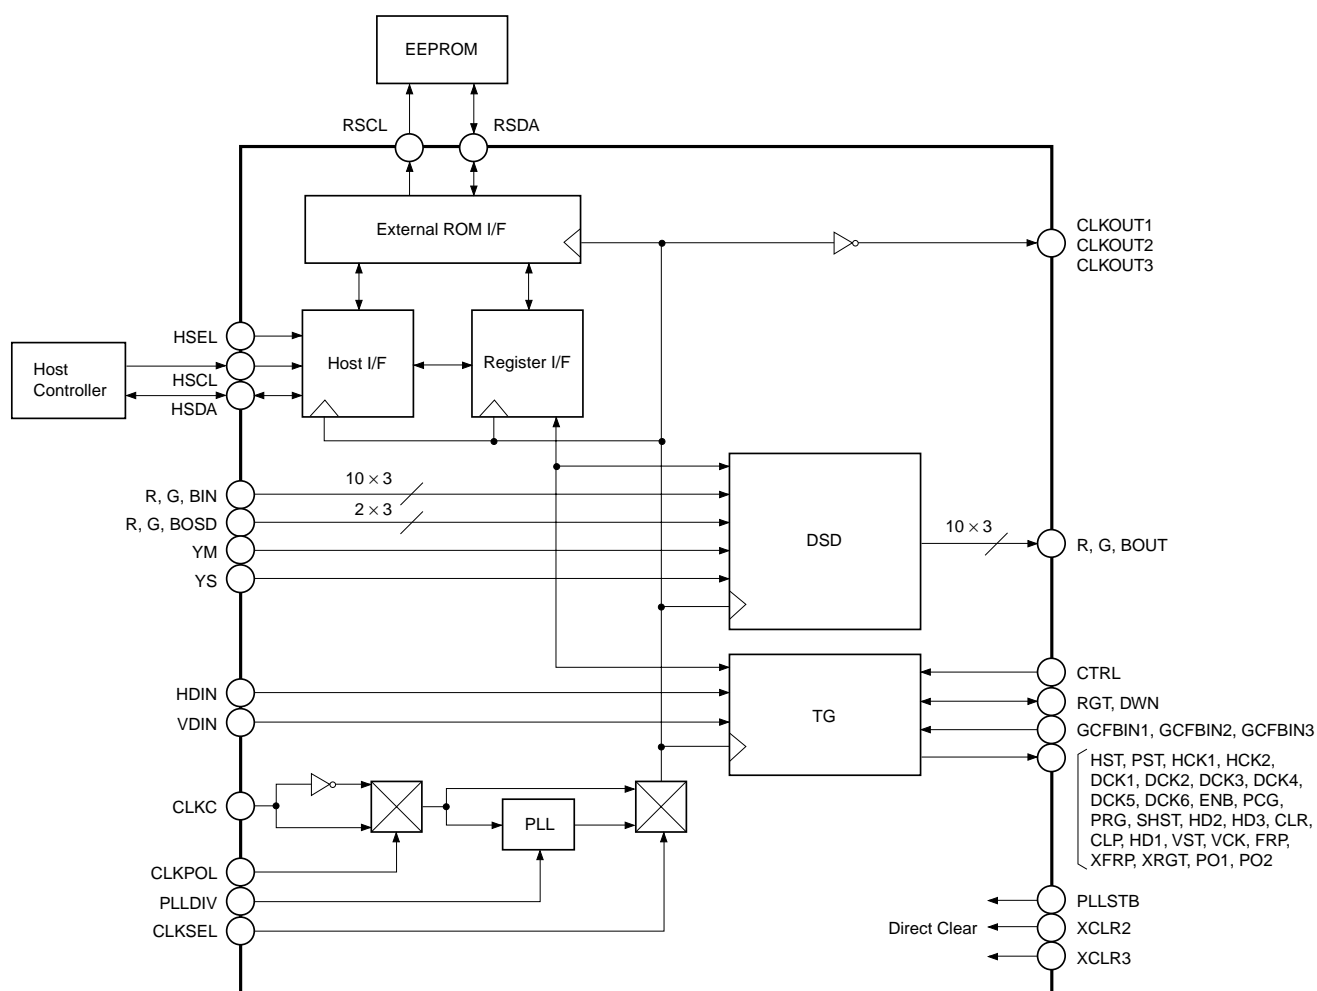 EEPROM
RSCL
RSDA
External ROM I/F
CLKOUT1
CLKOUT2
CLKOUT3
HSEL
Host
Controller
HSCL
HSDA
Host I/F
Register I/F
R, G, BIN
10 × 3
R, G, BOSD
2 × 3
YM
YS
DSD
10 × 3
R, G, BOUT
HDIN
VDIN
TG
CTRL
RGT, DWN
GCFBIN1, GCFBIN2, GCFBIN3
HST, PST, HCK1, HCK2,
DCK1, DCK2, DCK3, DCK4,
DCK5, DCK6, ENB, PCG,
PRG, SHST, HD2, HD3, CLR,
CLP, HD1, VST, VCK, FRP,
XFRP, XRGT, PO1, PO2
CLKC
PLL
CLKPOL
PLLDIV
CLKSEL
PLLSTB
Direct Clear
XCLR2
XCLR3